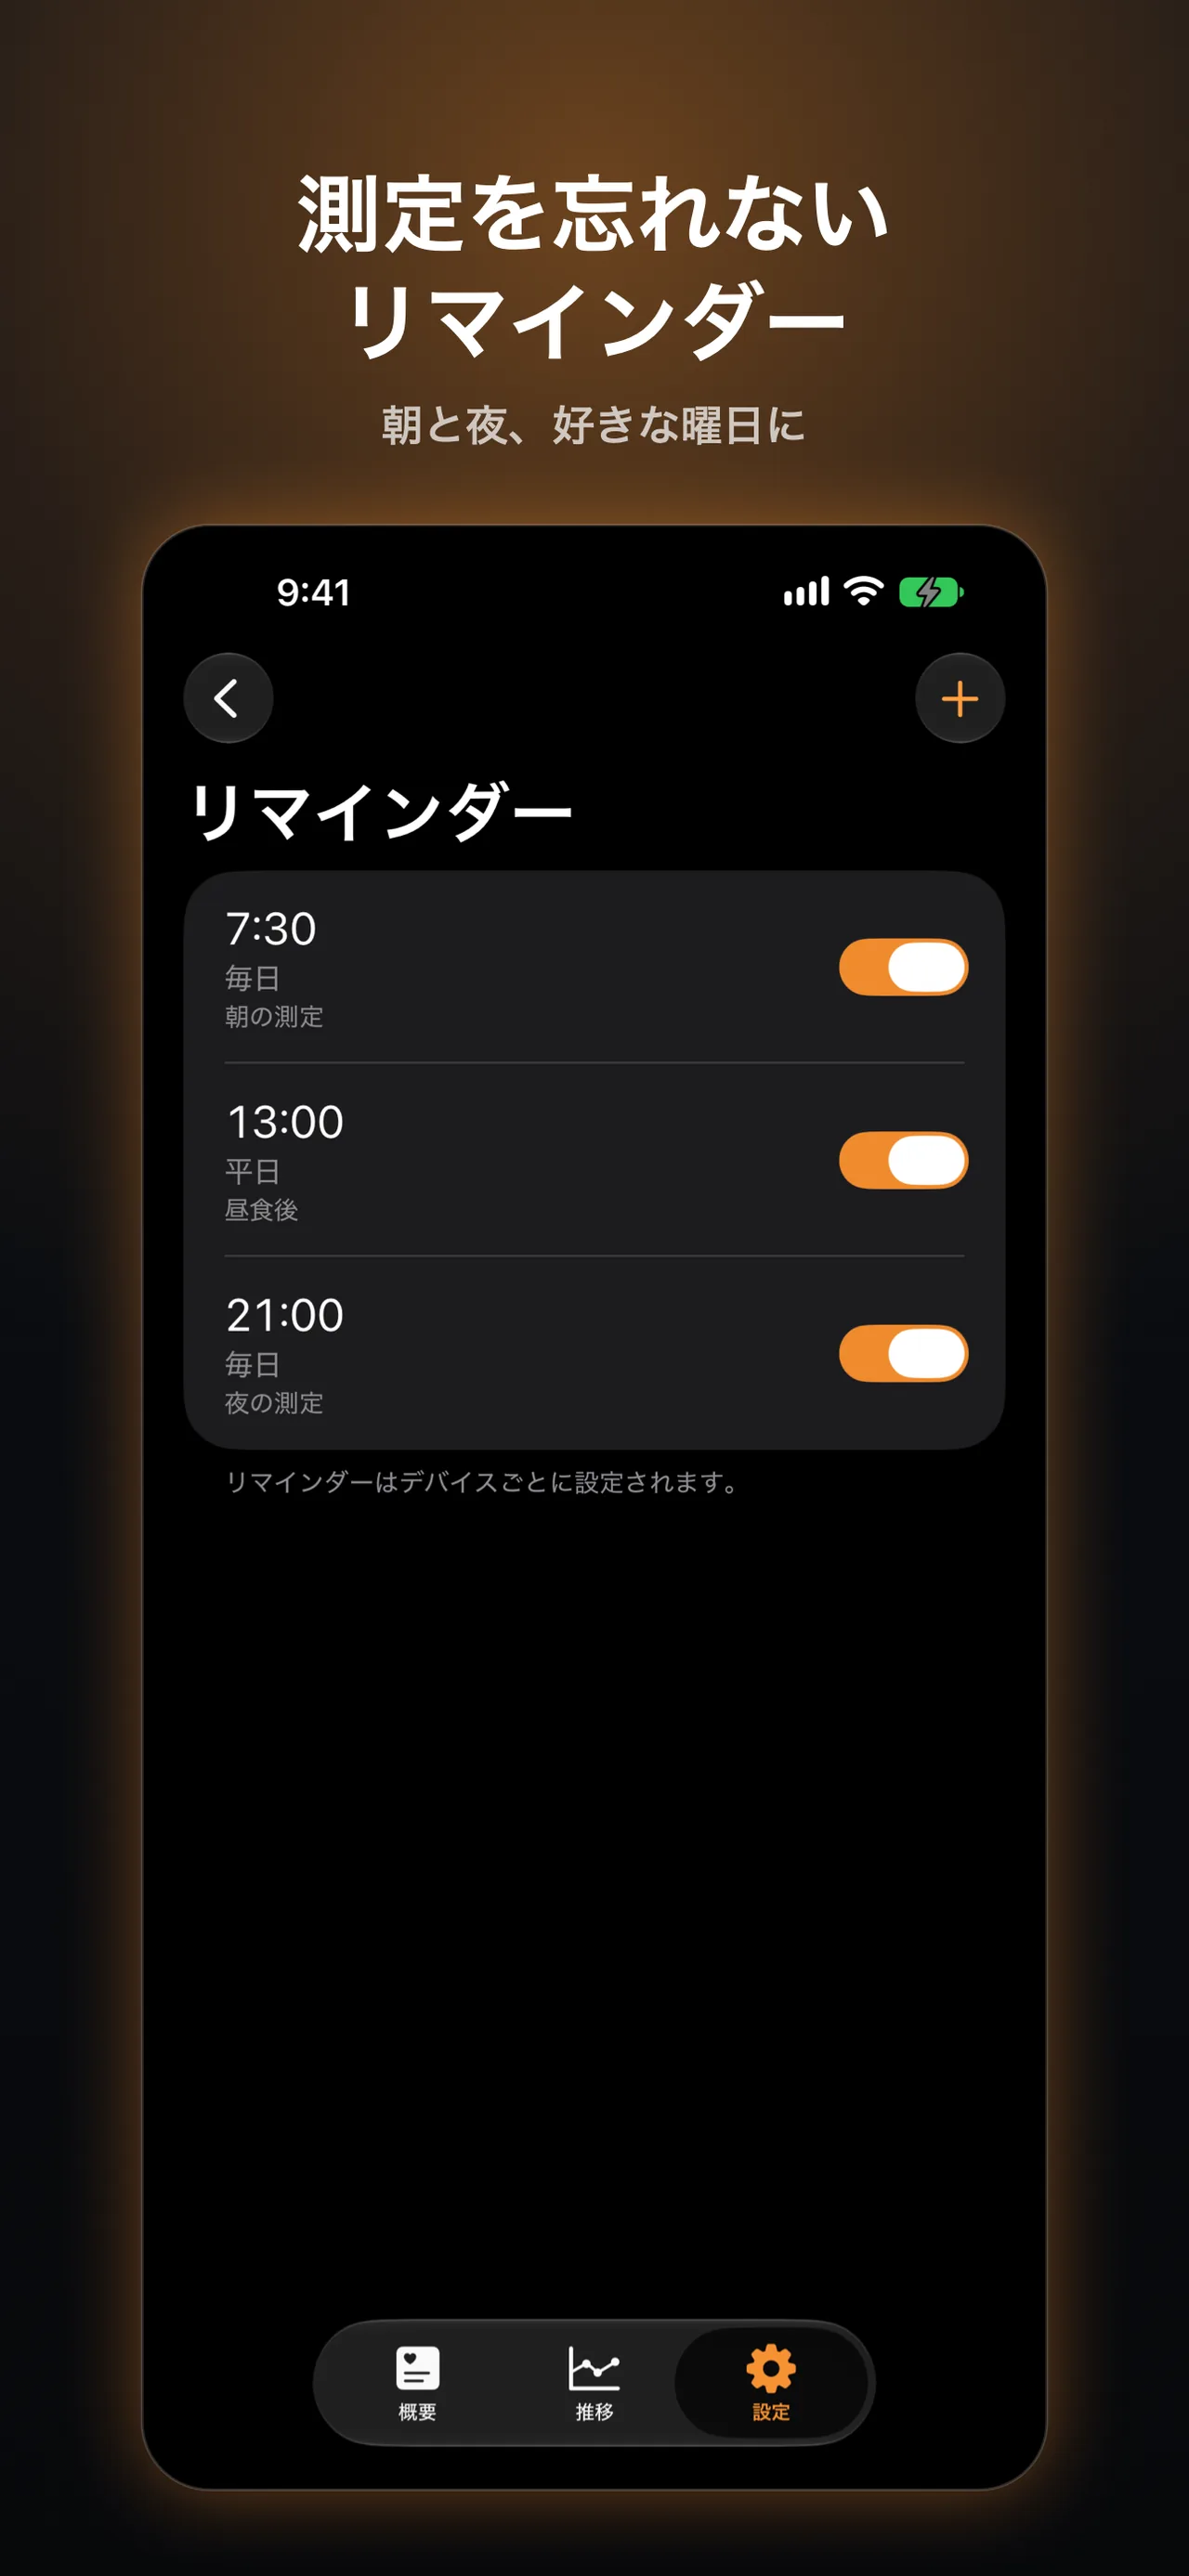 測定を忘れない
リマインダー
朝と夜、好きな曜日に
9:41
リマインダー
7:30
毎日
朝の測定
13:00
平日
昼食後
21:00
毎日
夜の測定
リマインダーはデバイスごとに設定されます。
概要
推移
設定